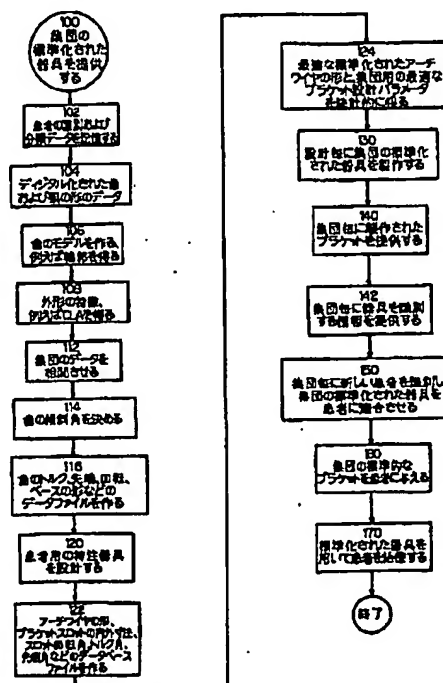 100
集団の
標準化された
器具を提供
する
102
患者の識別および
分類データを
する
104
ディジタル化された歯
および顎の形のデータ
106
歯のモデルを作る、
例えば を得る
108
外形の特徴、
例えば を得る
112
集団のデータを
相関させる
114
歯の傾斜角を決める
116
歯のトルク、先端、回転、
ベースの形などの
データファイルを作る
120
患者用の特注器具
を設計する
122
アーチワイヤの形、
ブラケットスロットの内外寸法、
スロット トルク角、
などのデータベース
ファイルを作る
124
最適な標準化されたアーチ
ワイヤの形と集団用の最適な
ブラケット設計パラメータ
を統計的に得る
130
設計毎に集団の標準化
された器具を製作する
140
集団毎に製作された
ブラケットを提供する
142
集団毎に器具を識別
する情報を提供する
150
集団毎に新しい患者を識別し
集団の標準化された器具を
患者に適合させる
160
集団の標準的な
ブラケットを患者に与える
170
標準化された器具を
用いて患者を治療する
終了